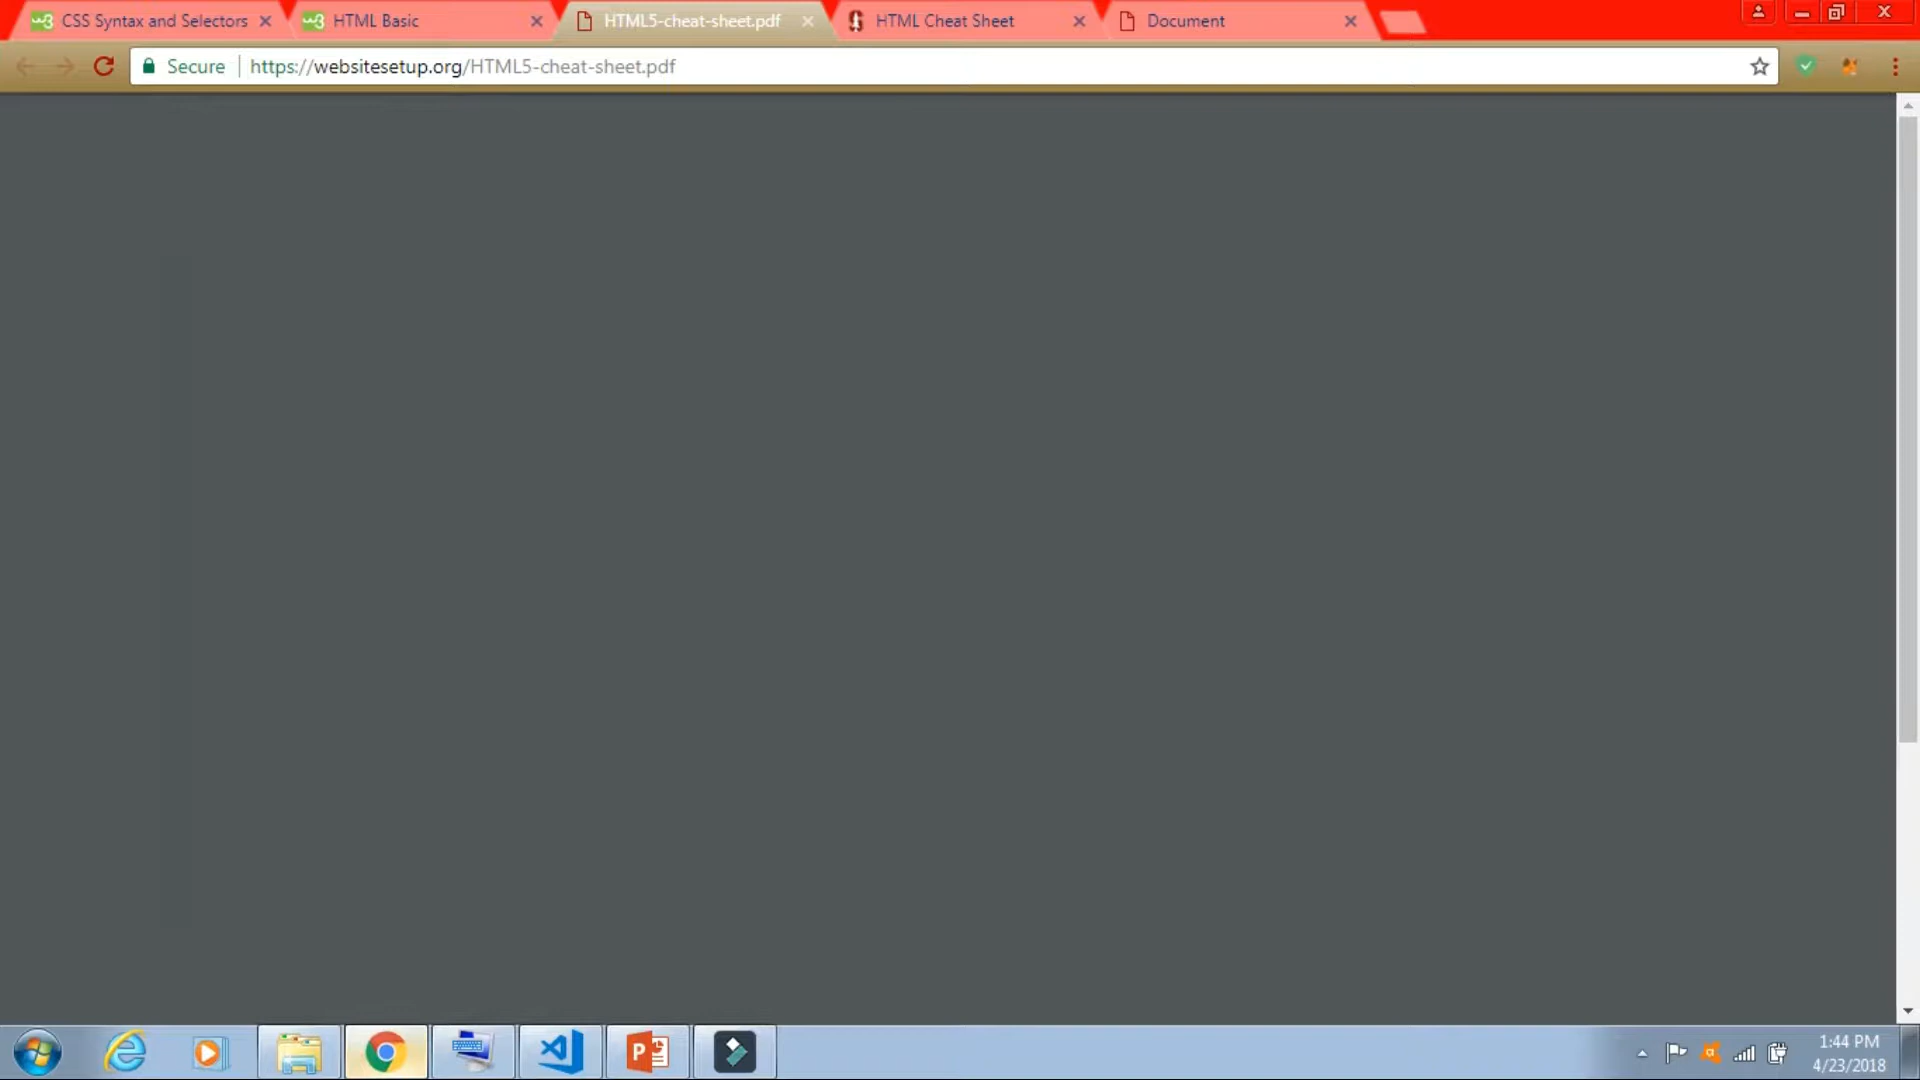 CSS Syntax and Selectors
HTML Basic
HTML5-cheat-sheet.pdf
HTML Cheat Sheet
Document
Secure
https://websitesetup.org/HTML5-cheat-sheet.pdf
1:44 PM
4/23/2018